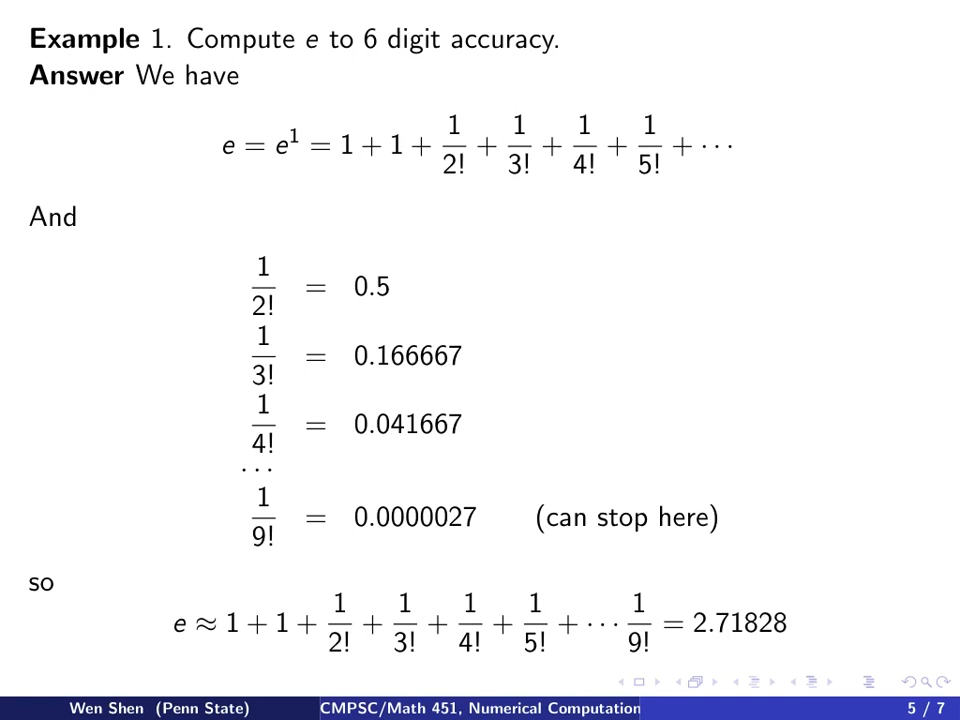 Example 1. Compute e to 6 digit accuracy.
Answer We have
e = e^1 = 1 + 1 + 1/2! + 1/3! + 1/4! + 1/5! + ···
And
1/2! = 0.5
1/3! = 0.166667
1/4! = 0.041667
···
1/9! = 0.0000027 (can stop here)
so
e ≈ 1 + 1 + 1/2! + 1/3! + 1/4! + 1/5! + ··· 1/9! = 2.71828
Wen Shen (Penn State) CMPSC/Math 451, Numerical Computation 5 / 7